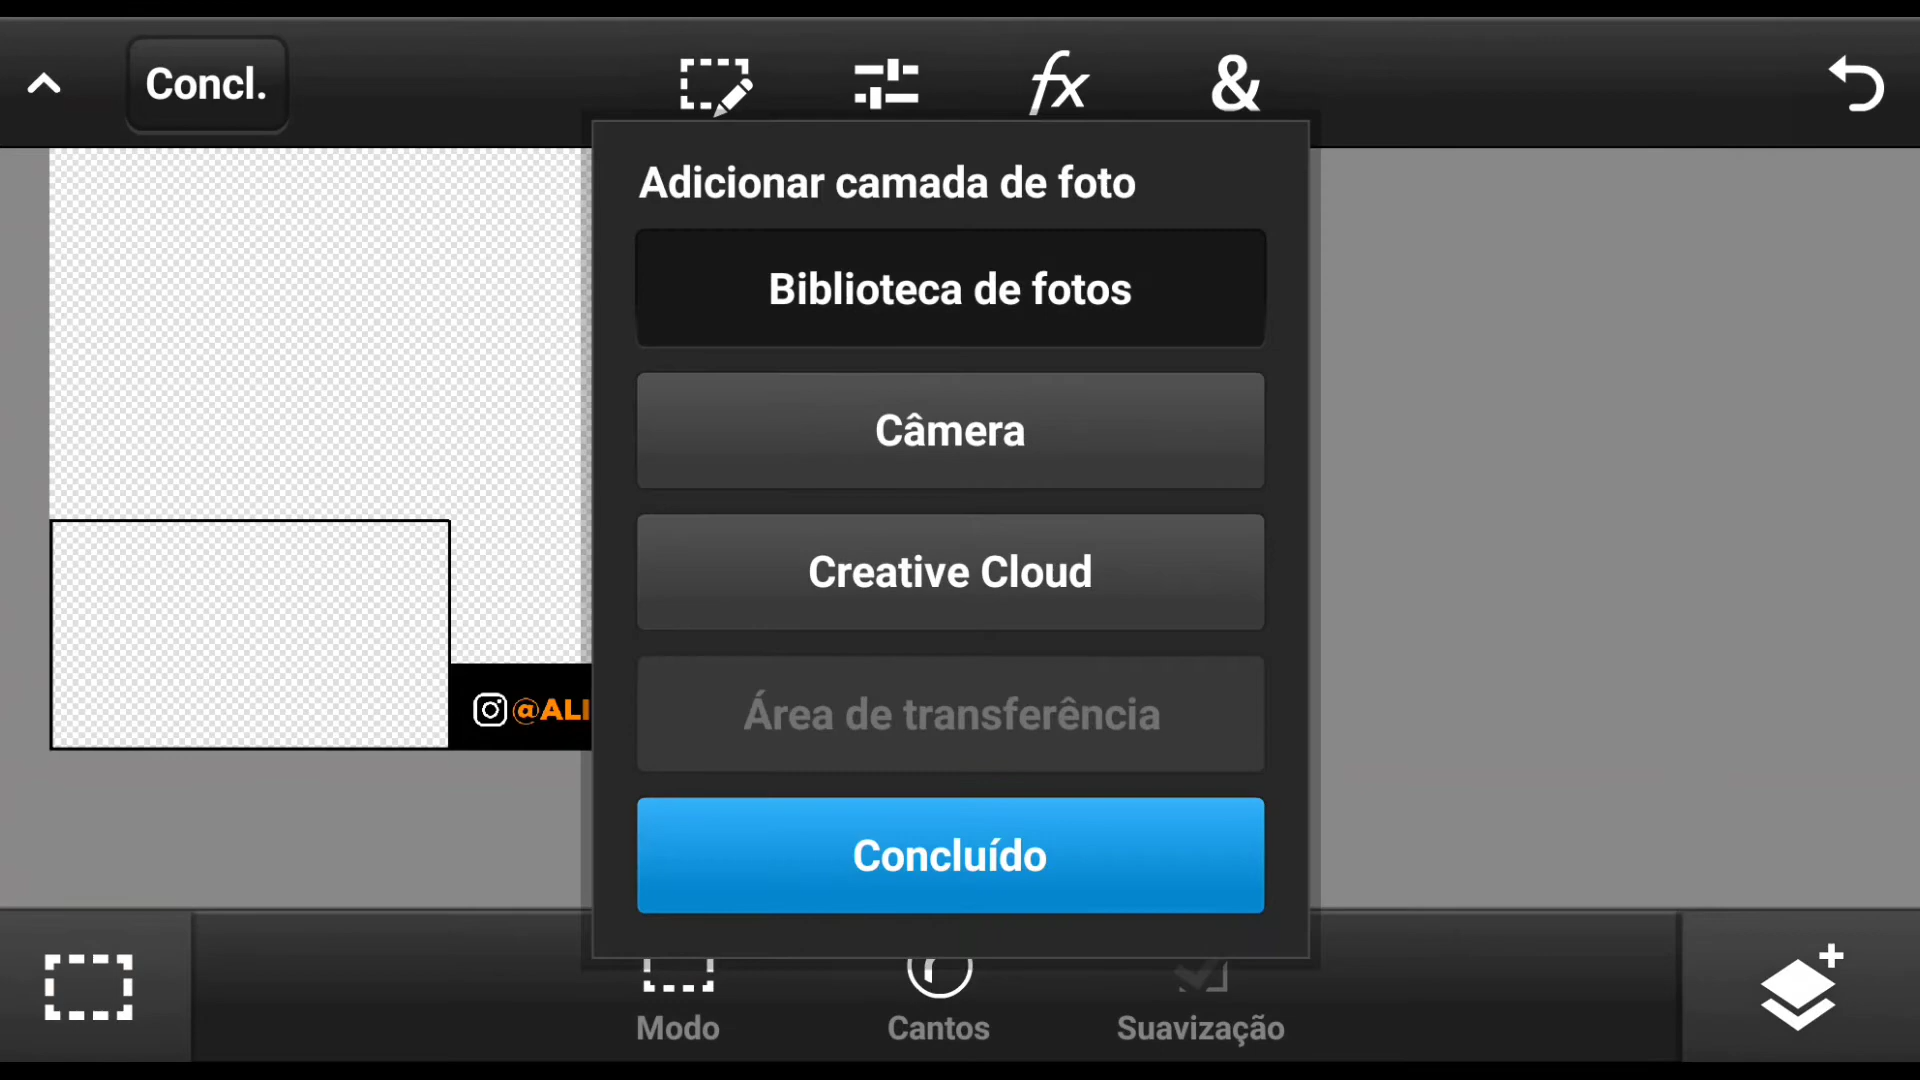 Concl.
fx
&
Adicionar camada de foto
Biblioteca de fotos
Câmera
Creative Cloud
Área de transferência
Concluído
@ALI
Modo
Cantos
Suavização